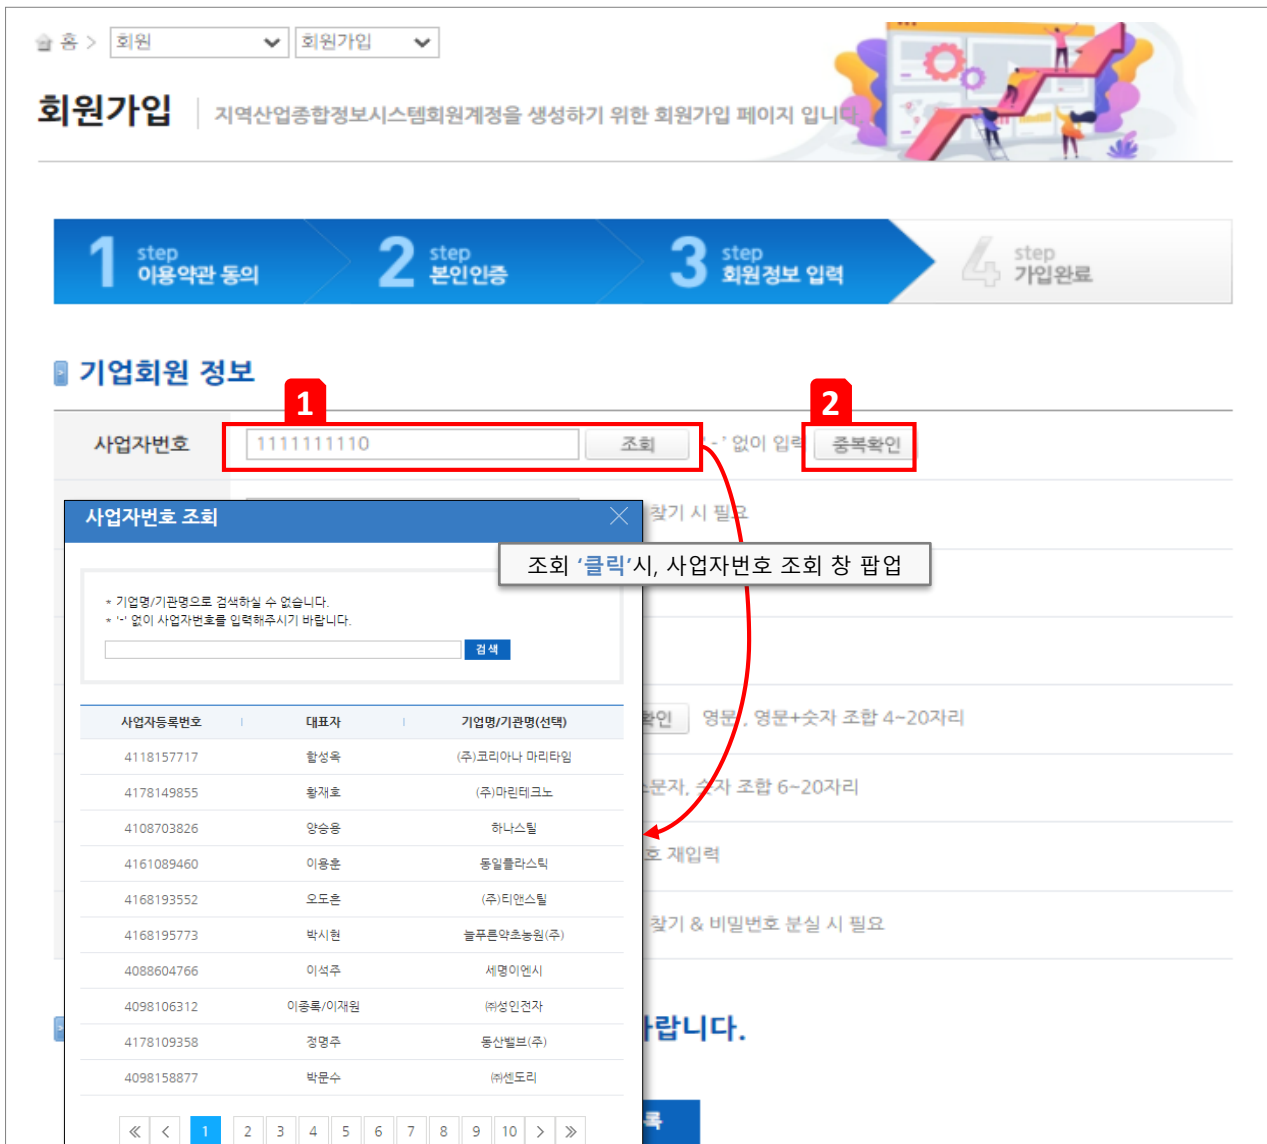 홈 > 회원 회원가입
회원가입 지역산업종합정보시스템회원계정을 생성하기 위한 회원가입 페이지 입니다
1 step 이용약관 동의
2 step 본인인증
3 step 회원정보 입력
4 step 가입완료
기업회원 정보
1
2
사업자번호 1111111110 조회 '-' 없이 입력 중복확인
사업자번호 조회
찾기 시 필요
조회 '클릭'시, 사업자번호 조회 창 팝업
* 기업명/기관명으로 검색하실 수 없습니다.
* '-' 없이 사업자번호를 입력해주시기 바랍니다.
검색
사업자등록번호 대표자 기업명/기관명(선택)
확인 영문, 영문+숫자 조합 4~20자리
4118157717 함성옥 (주)코리아나 마리타임
4178149855 황재호 (주)마린테크노
소문자, 숫자 조합 6~20자리
4108703826 양승용 하나스틸
4161089460 이용훈 동일플라스틱
호 재입력
4168193552 오도흔 (주)티앤스틸
4168195773 박시현 늘푸른약초농원(주)
찾기 & 비밀번호 분실 시 필요
4088604766 이석주 세명이엔시
4098106312 이종록/이재원 ㈜성인전자
바랍니다.
4178109358 정명주 동산밸브(주)
4098158877 박문수 ㈜센도리
« < 1 2 3 4 5 6 7 8 9 10 > »
록